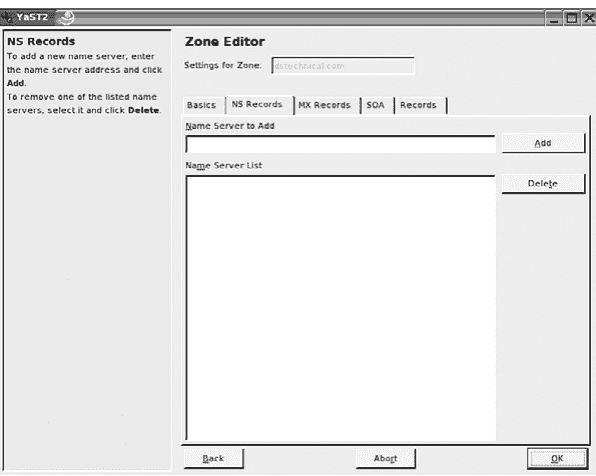 YaST2
NS Records
To add a new name server, enter
the name server address and click
Add.
To remove one of the listed name
servers, select it and click Delete.
Zone Editor
Settings for Zone: dstechnical.com
Basics NS Records MX Records SOA Records
Name Server to Add
Add
Name Server List
Delete
Back Abort OK